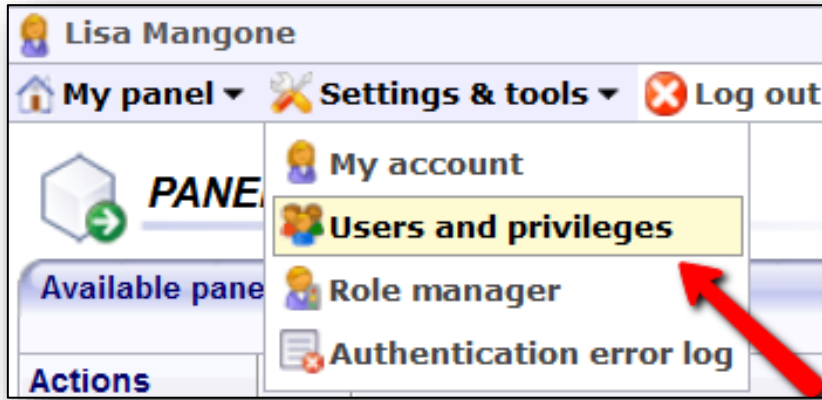 Lisa Mangone
My panel Settings & tools Log out
My account
PANE
Users and privileges
Available pane
Role manager
Authentication error log
Actions